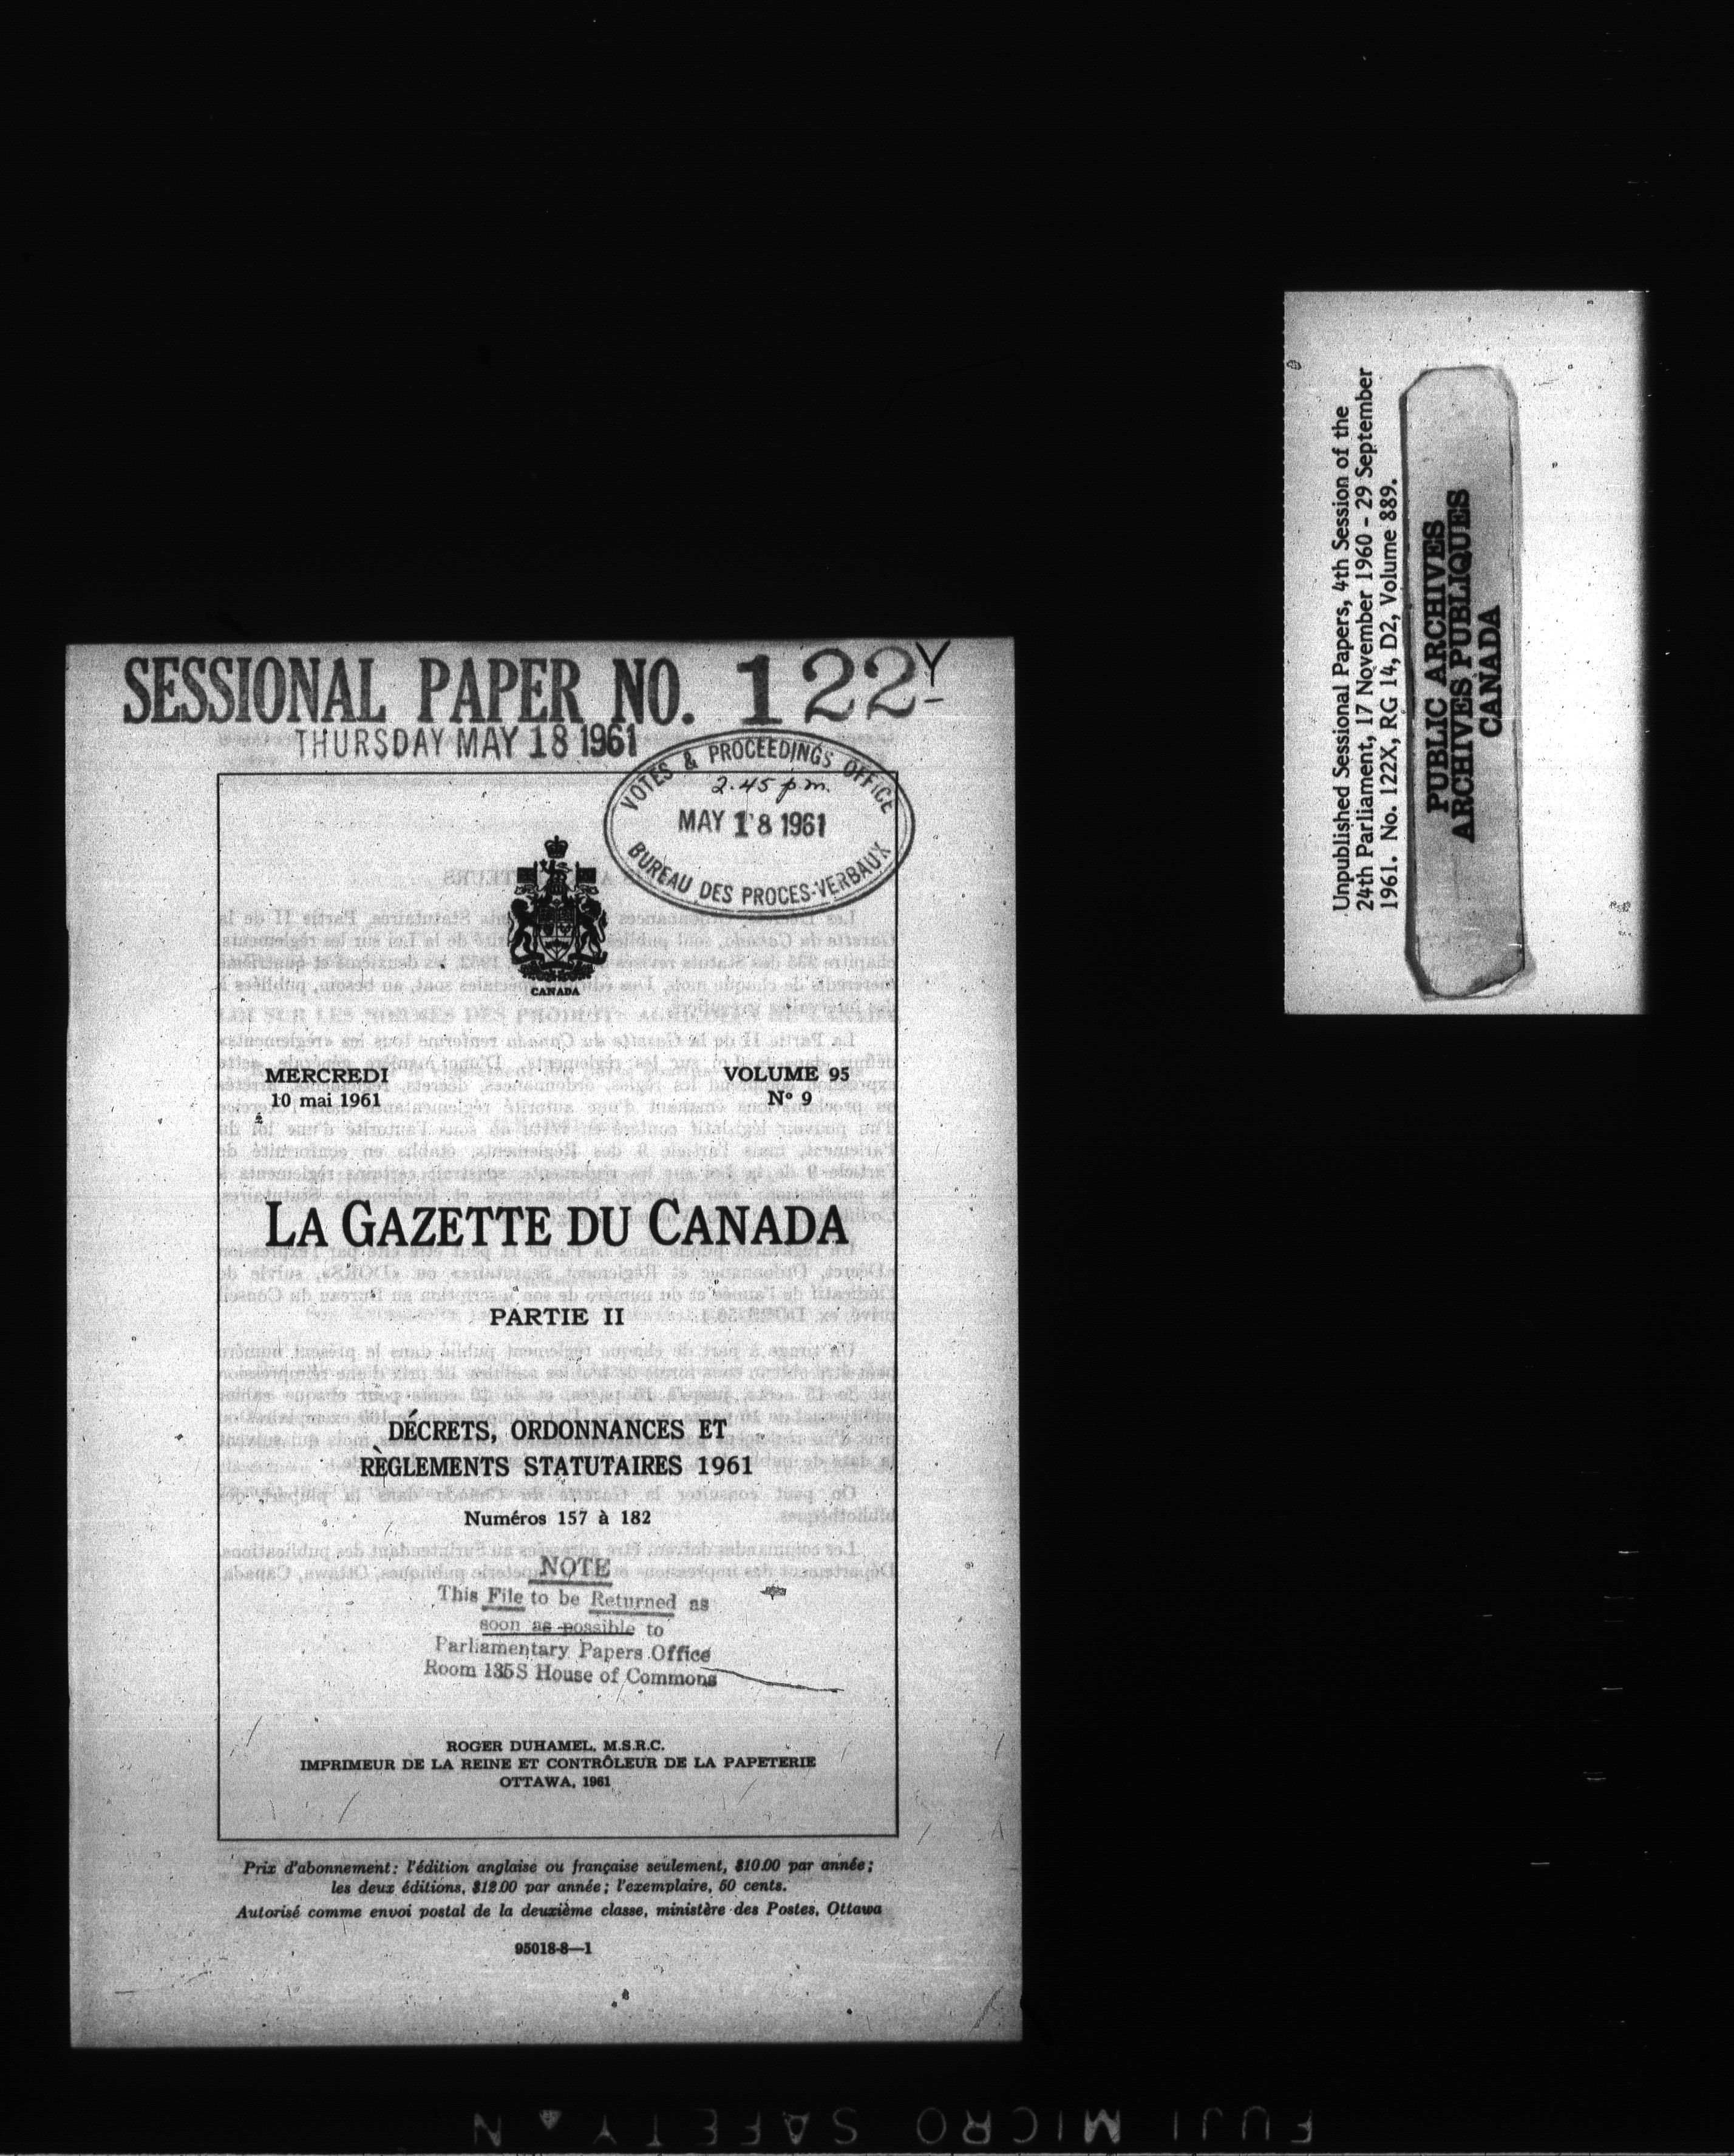 SESSIONAL PAPER NO. 122Y
THURSDAY MAY 18 1961
VOTES & PROCEEDINGS OFFICE
2.45 p.m.
MAY 18 1961
BUREAU DES PROCES-VERBAUX
CANADA
MERCREDI
10 mai 1961
VOLUME 95
Nº 9
LA GAZETTE DU CANADA
PARTIE II
DÉCRETS, ORDONNANCES ET
RÈGLEMENTS STATUTAIRES 1961
Numéros 157 à 182
NOTE
This File to be Returned as
soon as possible to
Parliamentary Papers Office
Room 135S House of Commons
ROGER DUHAMEL, M.S.R.C.
IMPRIMEUR DE LA REINE ET CONTRÔLEUR DE LA PAPETERIE
OTTAWA, 1961
Prix d'abonnement: l'édition anglaise ou française seulement, $10.00 par année;
les deux éditions, $12.00 par année; l'exemplaire, 50 cents.
Autorisé comme envoi postal de la deuxième classe, ministère des Postes, Ottawa
95018-8—1
Unpublished Sessional Papers, 4th Session of the
24th Parliament, 17 November 1960 - 29 September
1961. No. 122X, RG 14, D2, Volume 889.
PUBLIC ARCHIVES
ARCHIVES PUBLIQUES
CANADA
FUJI MICRO SAFETY N